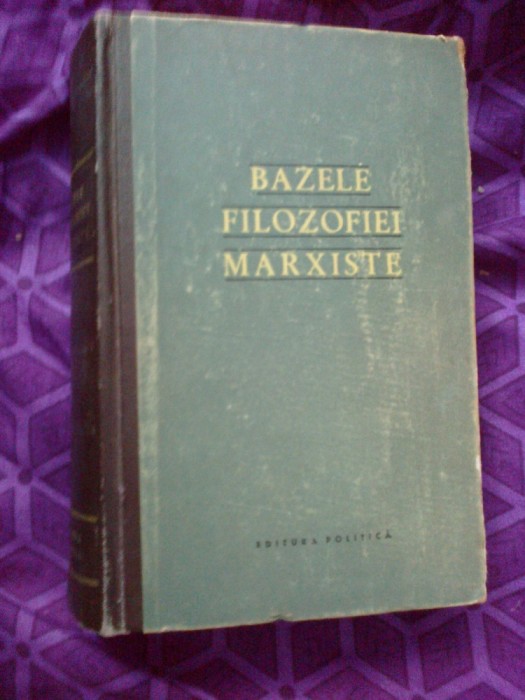 BAZELE
FILOZOFIEI
MARXISTE
EDITURA POLITICĂ